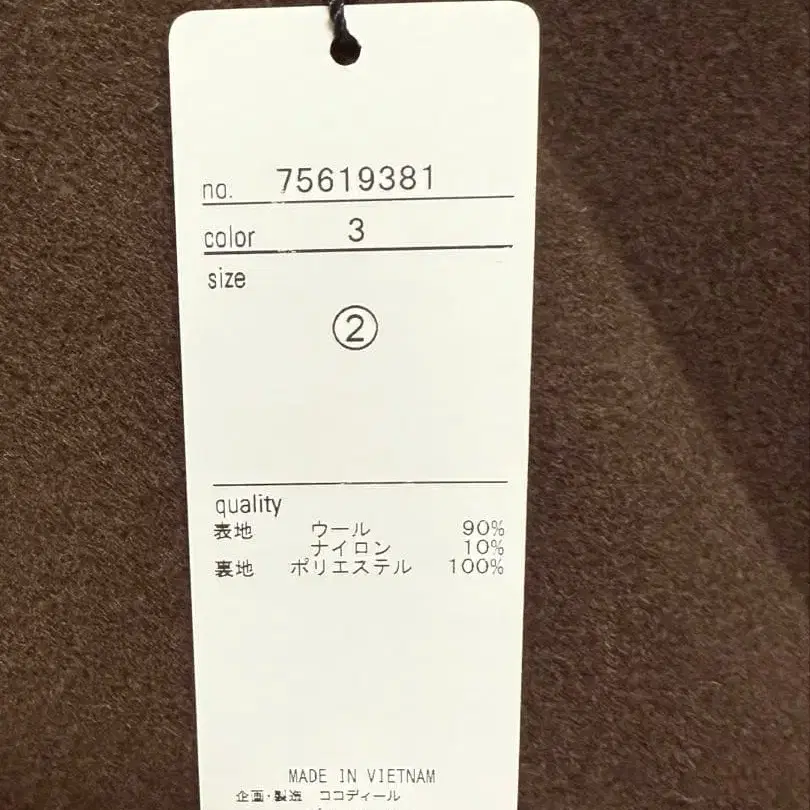 no. 75619381
color 3
size
②
quality
表地 ウール 90%
ナイロン 10%
裏地 ポリエステル 100%
MADE IN VIETNAM
企画・製造 ココディール